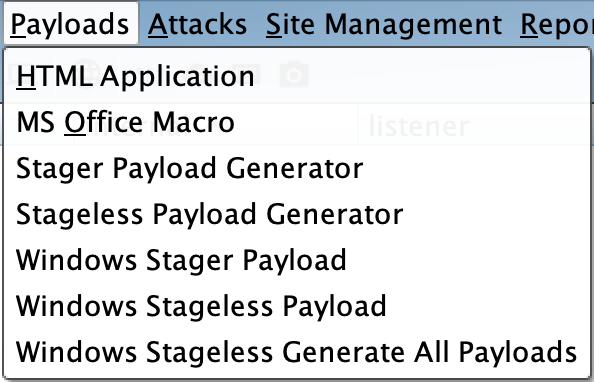 Payloads Attacks Site Management Repor
HTML Application
MS Office Macro
listener
Stager Payload Generator
Stageless Payload Generator
Windows Stager Payload
Windows Stageless Payload
Windows Stageless Generate All Payloads